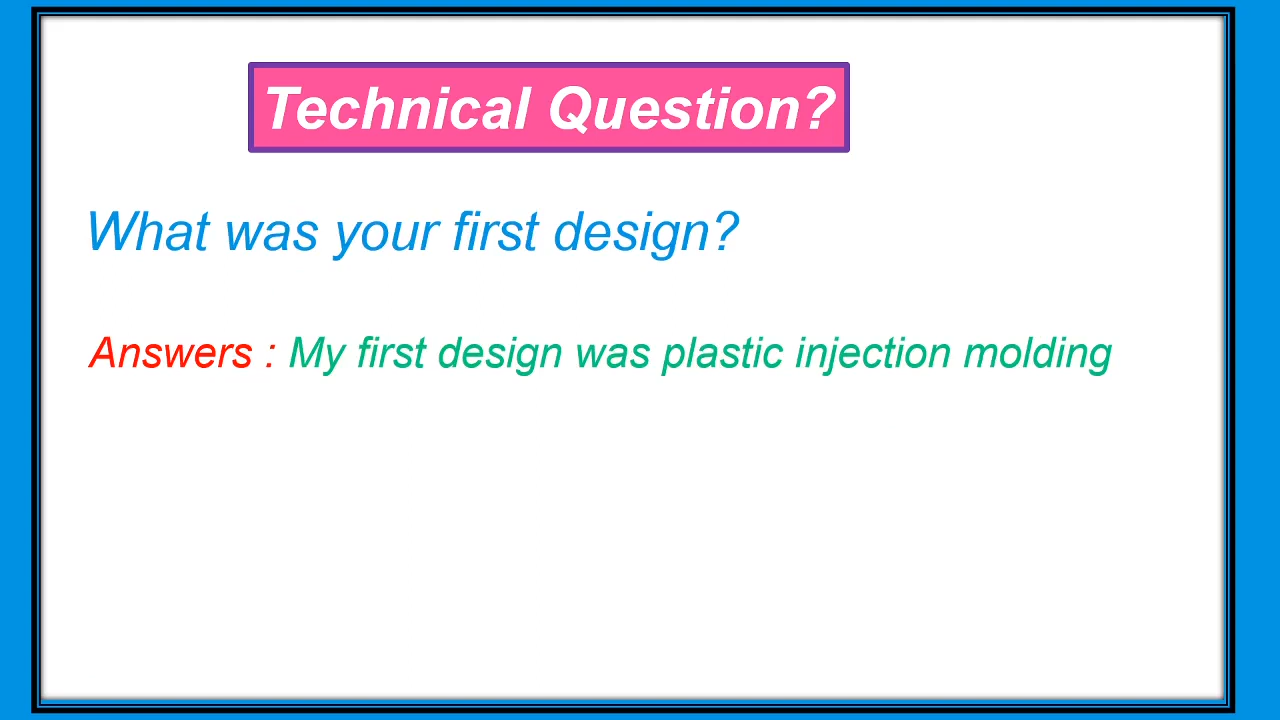 Technical Question?
What was your first design?
Answers : My first design was plastic injection molding